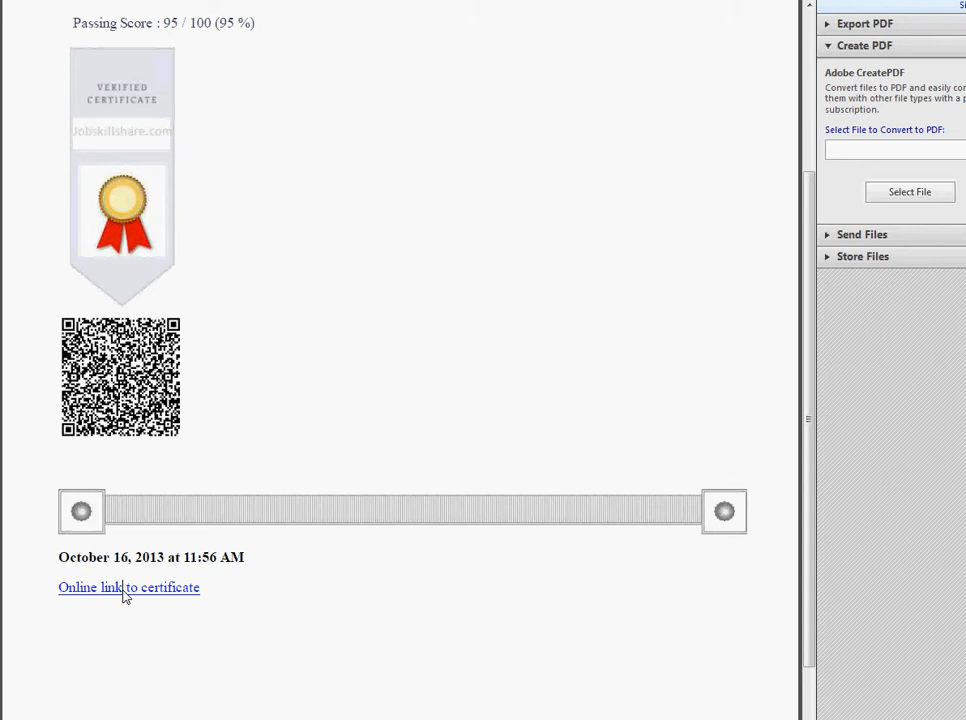 Passing Score : 95 / 100 (95 %)
VERIFIED
CERTIFICATE
Jobskillshare.com
October 16, 2013 at 11:56 AM
Online link to certificate
Export PDF
Create PDF
Adobe CreatePDF
Convert files to PDF and easily
them with other file types with a
subscription.
Select File to Convert to PDF:
Select File
Send Files
Store Files